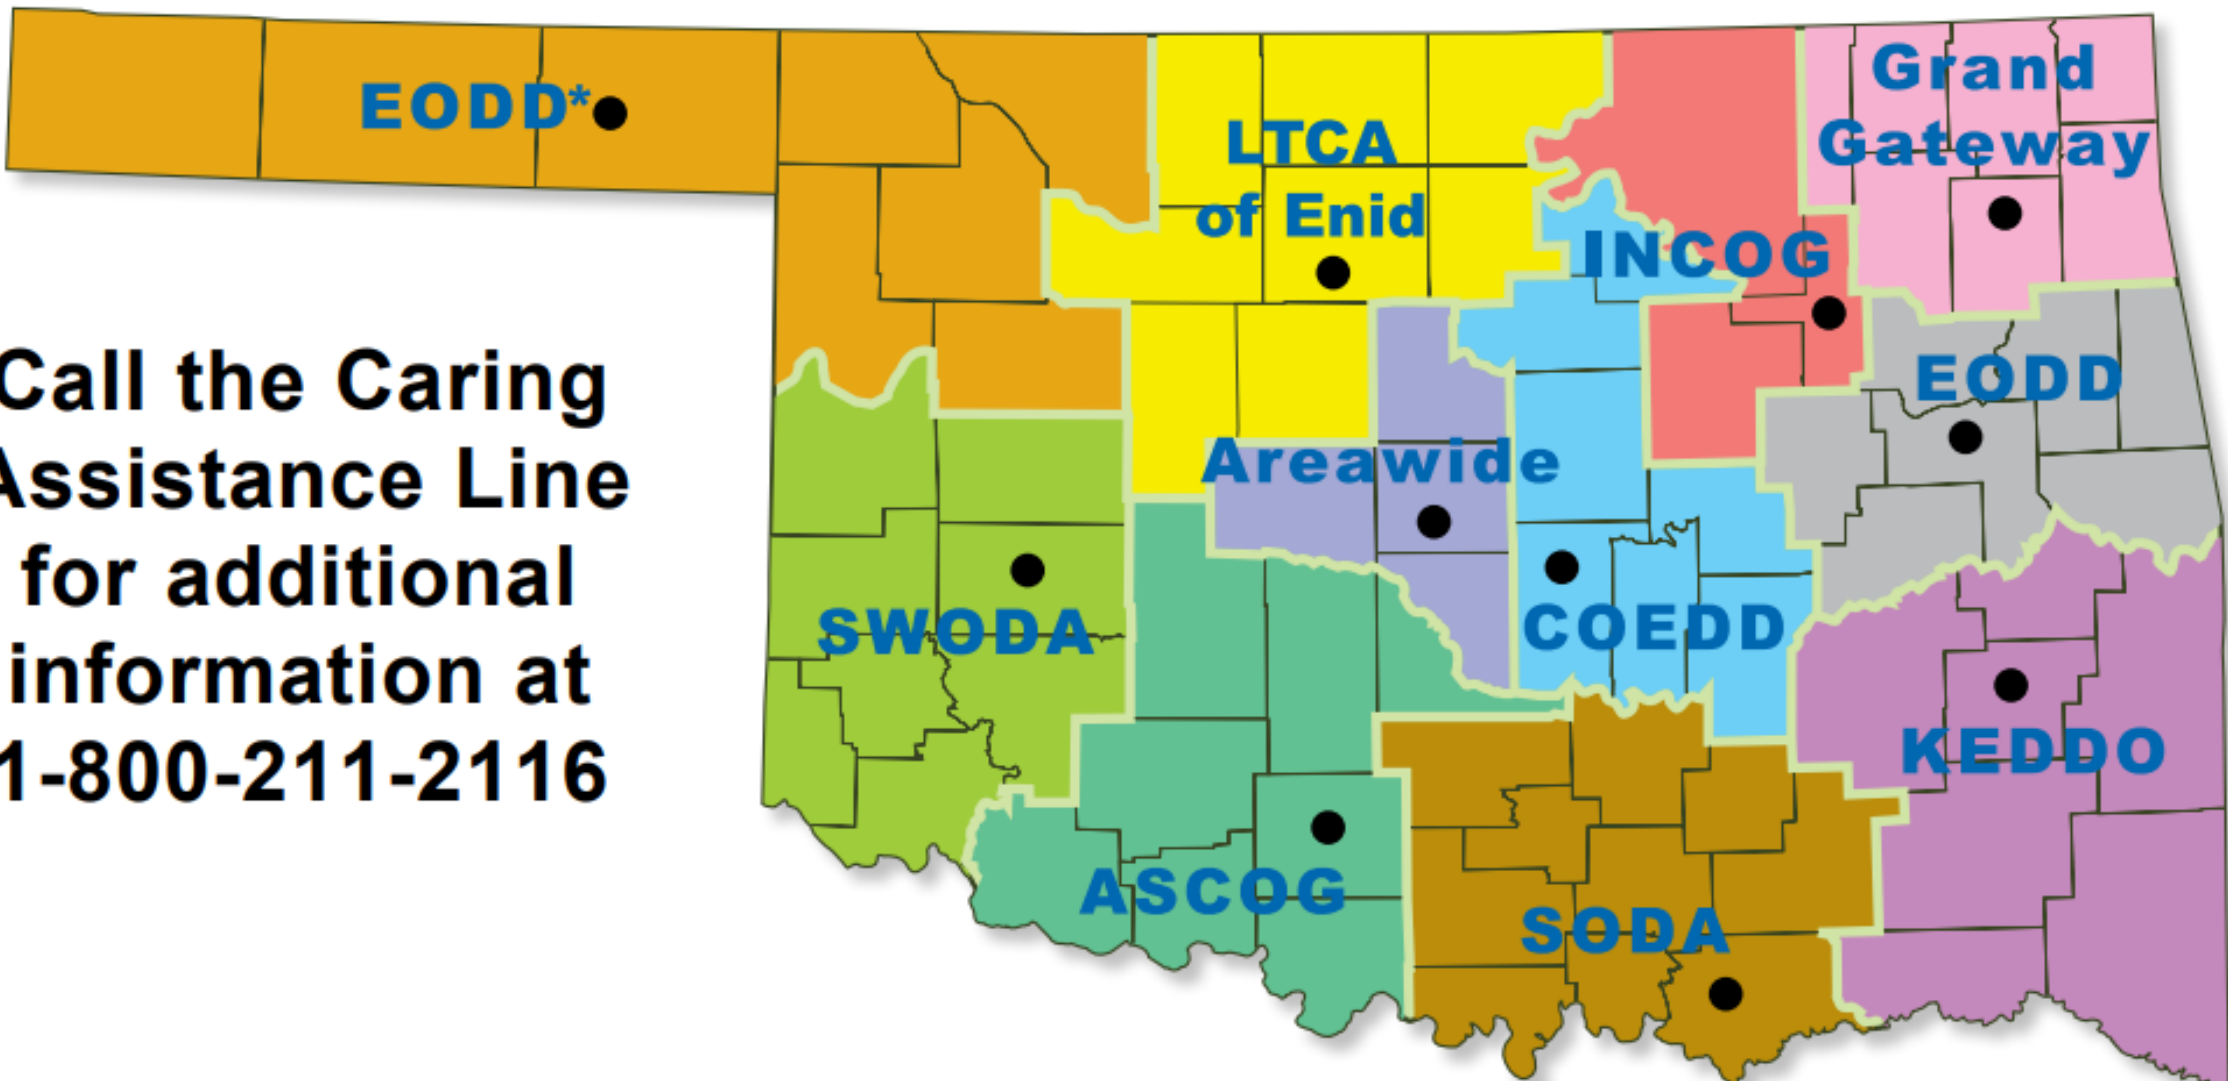 EODD*
LTCA
of Enid
Grand
Gateway
INCOG
EODD
Areawide
SWODA
COEDD
KEDDO
ASCOG
SODA
Call the Caring
Assistance Line
for additional
information at
1-800-211-2116